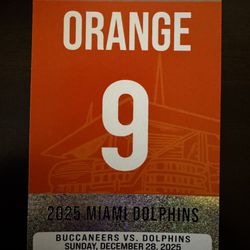 ORANGE
9
2025 MIAMI DOLPHINS
BUCCANEERS VS. DOLPHINS
SUNDAY, DECEMBER 28, 2025